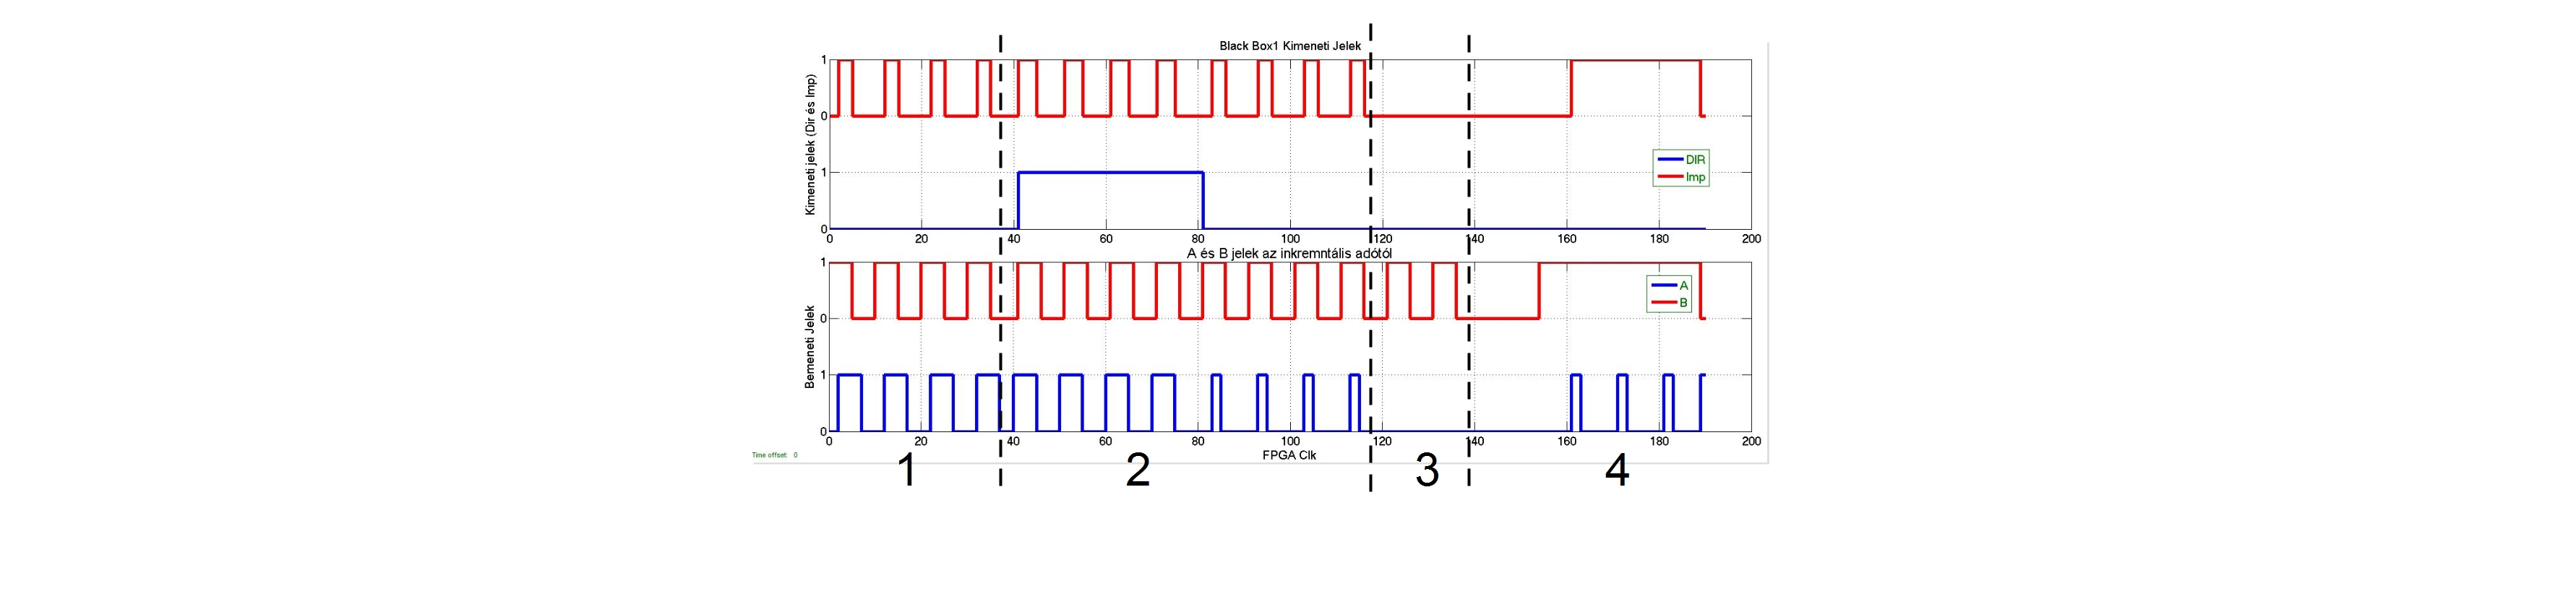 Black Box1 Kimeneti Jelek
Kimeneti jelek (Dir és Imp)
1
0
1
0
DIR
Imp
0 20 40 60 80 100 120 140 160 180 200
A és B jelek az inkremntális adótól
Bemeneti Jelek
1
0
1
0
A
B
0 20 40 60 80 100 120 140 160 180 200
Time offset: 0
FPGA Clk
1 2 3 4